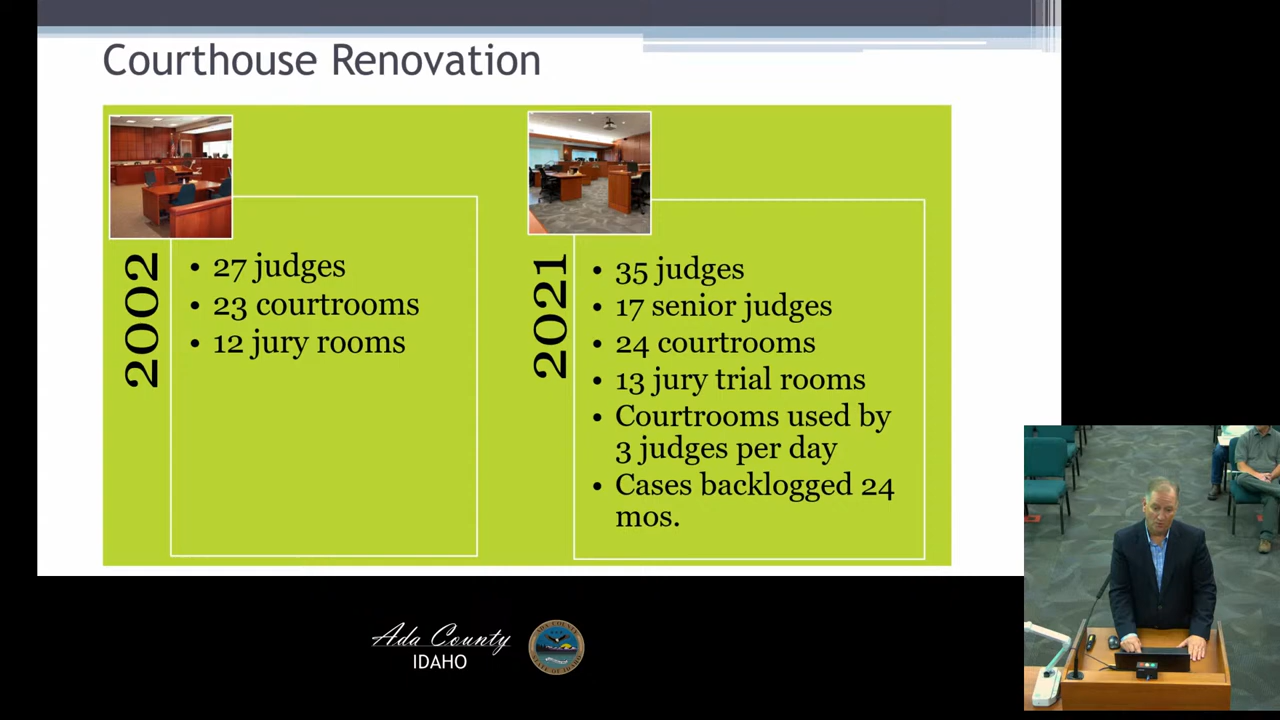 Courthouse Renovation
2002
• 27 judges
• 23 courtrooms
• 12 jury rooms
2021
• 35 judges
• 17 senior judges
• 24 courtrooms
• 13 jury trial rooms
• Courtrooms used by
3 judges per day
• Cases backlogged 24
mos.
Ada County
IDAHO